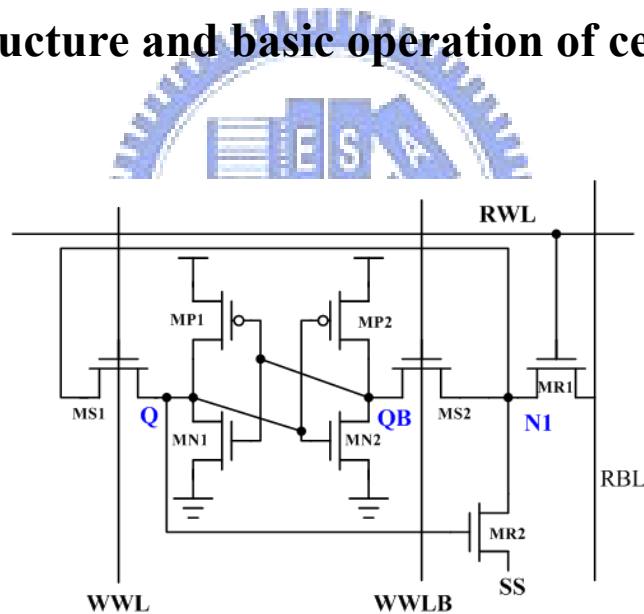 ucture and basic operation of ce
E S A
RWL
MP1
MP2
MS1
Q
MN1
QB
MN2
MS2
N1
MR1
RBL
MR2
SS
WWL
WWLB